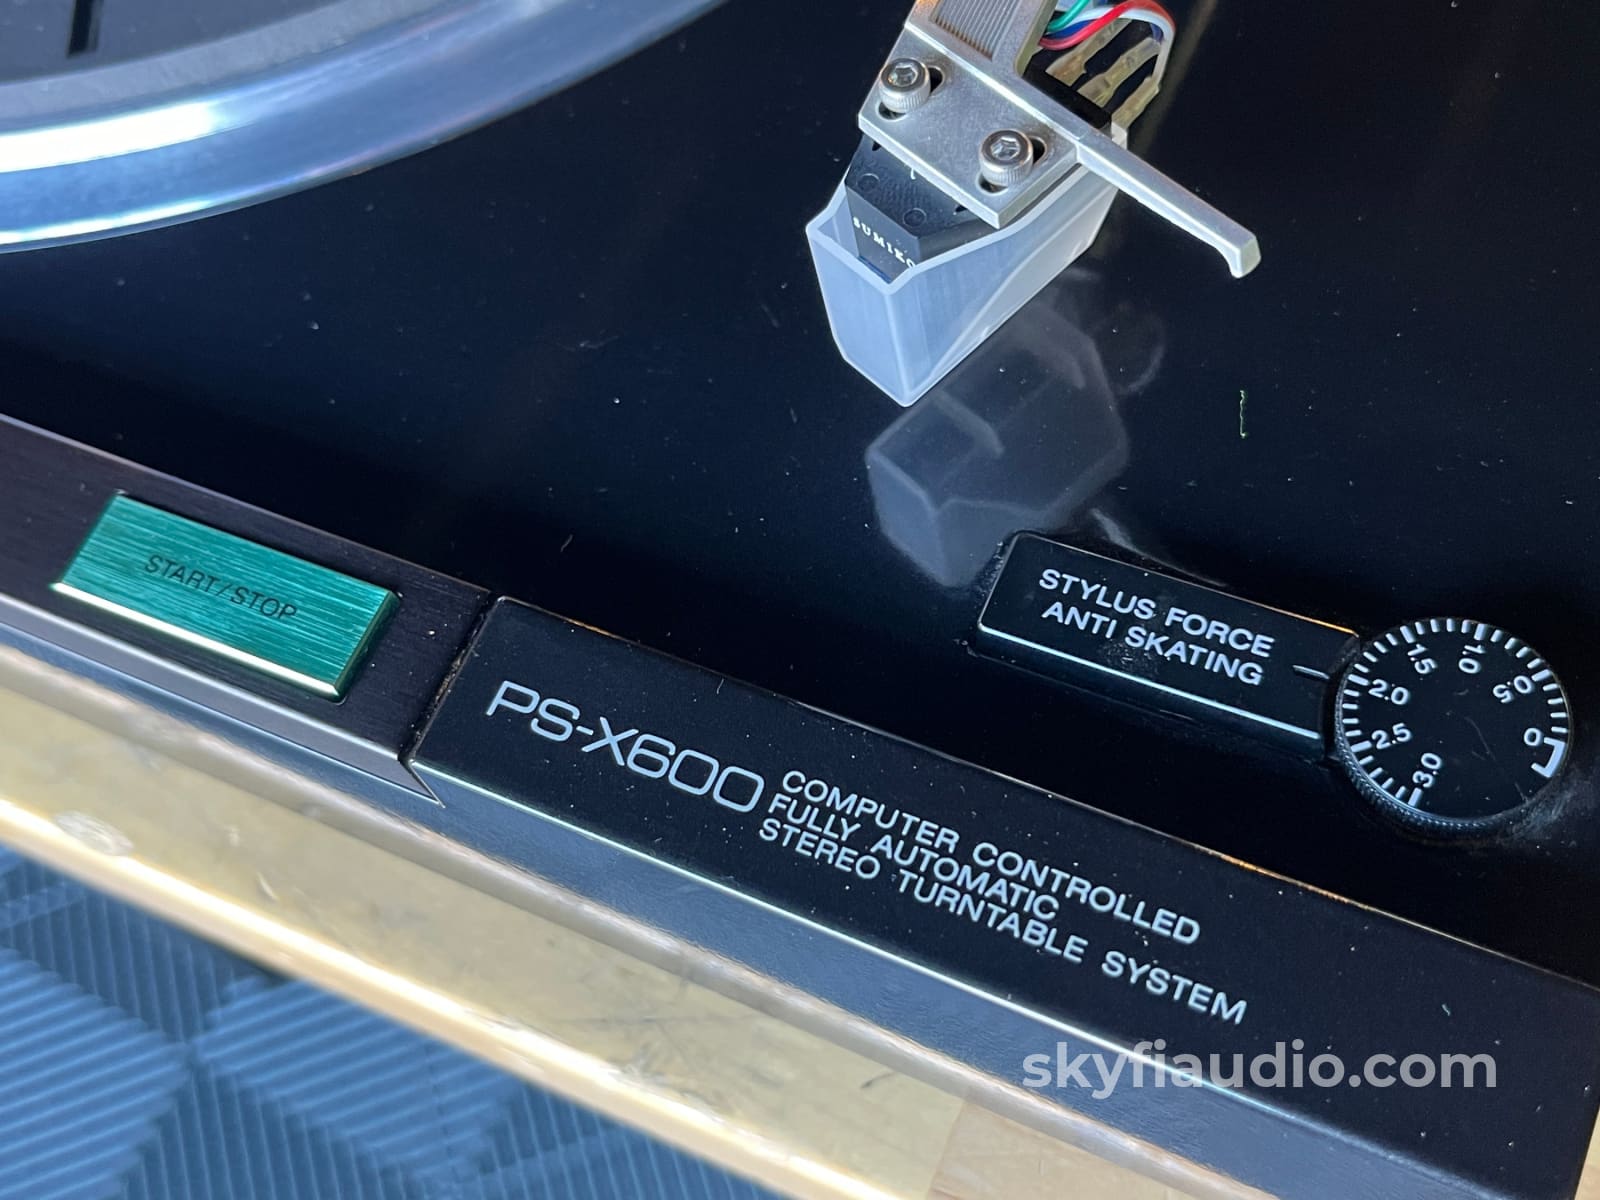 SUMIKO
START/STOP
STYLUS FORCE
ANTI SKATING
0
0.5
1.0
1.5
2.0
2.5
3.0
PS-X600
COMPUTER CONTROLLED
FULLY AUTOMATIC
STEREO TURNTABLE SYSTEM
skyfiaudio.com